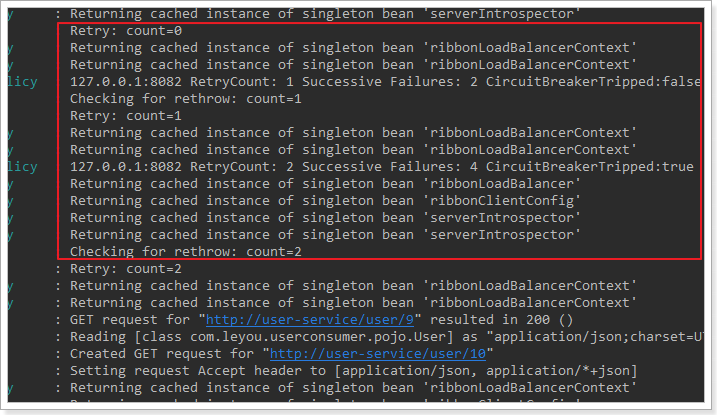 y : Returning cached instance of singleton bean 'serverIntrospector'
Retry: count=0
y Returning cached instance of singleton bean 'ribbonLoadBalancerContext'
y Returning cached instance of singleton bean 'ribbonLoadBalancerContext'
licy 127.0.0.1:8082 RetryCount: 1 Successive Failures: 2 CircuitBreakerTripped:false
Checking for rethrow: count=1
Retry: count=1
y Returning cached instance of singleton bean 'ribbonLoadBalancerContext'
y Returning cached instance of singleton bean 'ribbonLoadBalancerContext'
licy 127.0.0.1:8082 RetryCount: 2 Successive Failures: 4 CircuitBreakerTripped:true
y Returning cached instance of singleton bean 'ribbonLoadBalancer'
y Returning cached instance of singleton bean 'ribbonClientConfig'
y Returning cached instance of singleton bean 'serverIntrospector'
y Returning cached instance of singleton bean 'serverIntrospector'
Checking for rethrow: count=2
: Retry: count=2
y : Returning cached instance of singleton bean 'ribbonLoadBalancerContext'
y : Returning cached instance of singleton bean 'ribbonLoadBalancerContext'
: GET request for "http://user-service/user/9" resulted in 200 ()
: Reading [class com.leyou.userconsumer.pojo.User] as "application/json;charset=U
: Created GET request for "http://user-service/user/10"
: Setting request Accept header to [application/json, application/*+json]
y : Returning cached instance of singleton bean 'ribbonLoadBalancerContext'